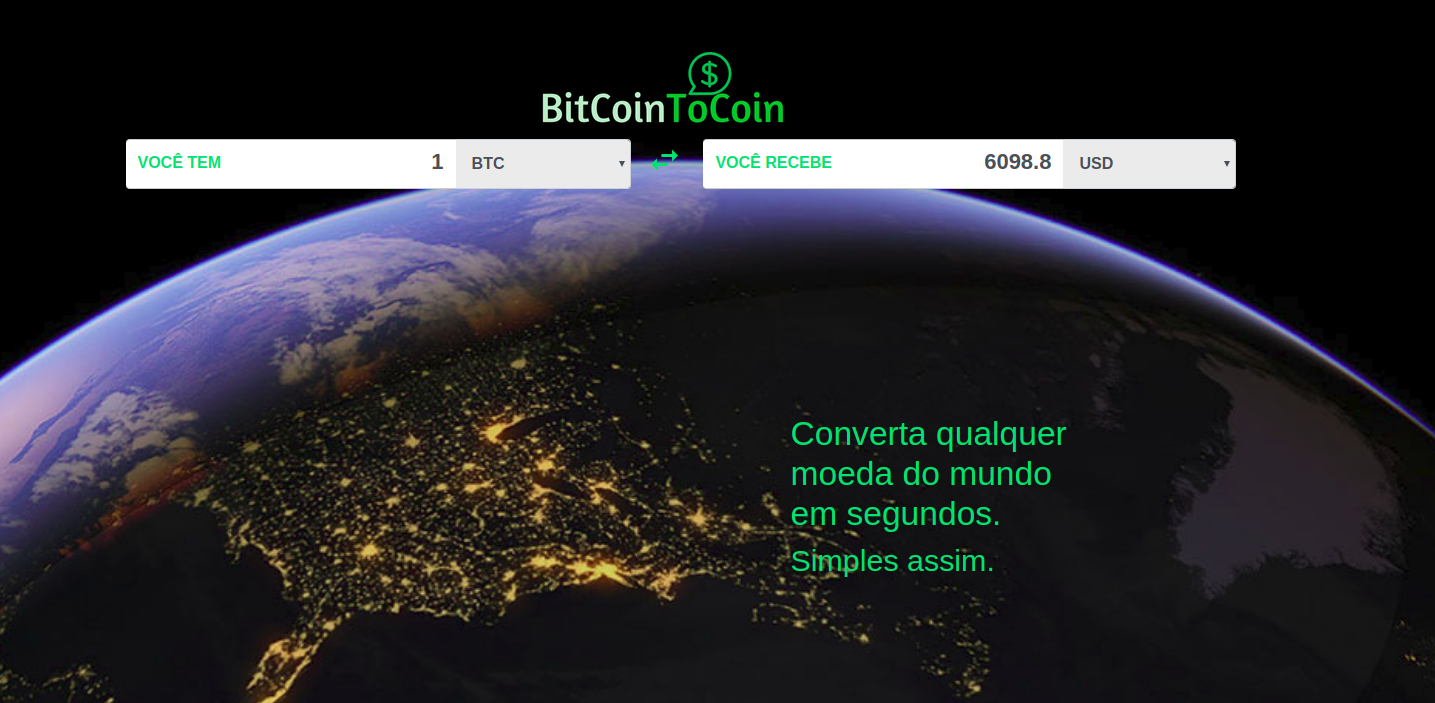 $
BitCoinToCoin
VOCÊ TEM 1 BTC VOCÊ RECEBE 6098.8 USD
Converta qualquer
moeda do mundo
em segundos.
Simples assim.